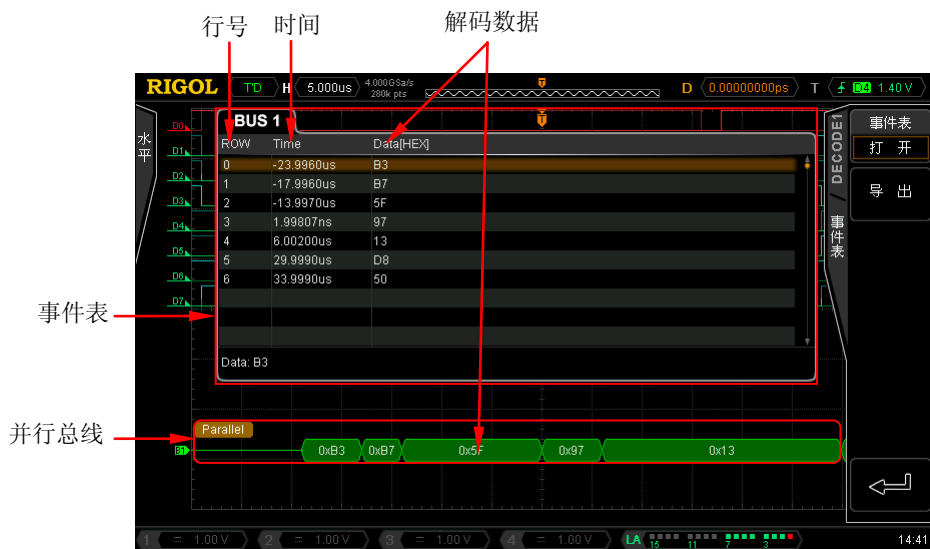 行号 时间 解码数据
RIGOL T'D H 5.000us 4.000GSa/s 280k pts T D 0.00000000ps T D4 1.40 V
水平
D0
D1
D2
D3
D4
D5
D6
D7
BUS 1
T
ROW Time Data[HEX]
0 -23.9960us B3
1 -17.9960us B7
2 -13.9970us 5F
3 1.99807ns 97
4 6.00200us 13
5 29.9990us D8
6 33.9990us 50
Data: B3
DECODE1
事件表
事件表
打 开
导 出
事件表
并行总线
Parallel
B1 0xB3 0xB7 0x5F 0x97 0x13
1 = 1.00 V 2 = 1.00 V 3 = 1.00 V 4 = 1.00 V LA 15 11 7 3 14:41